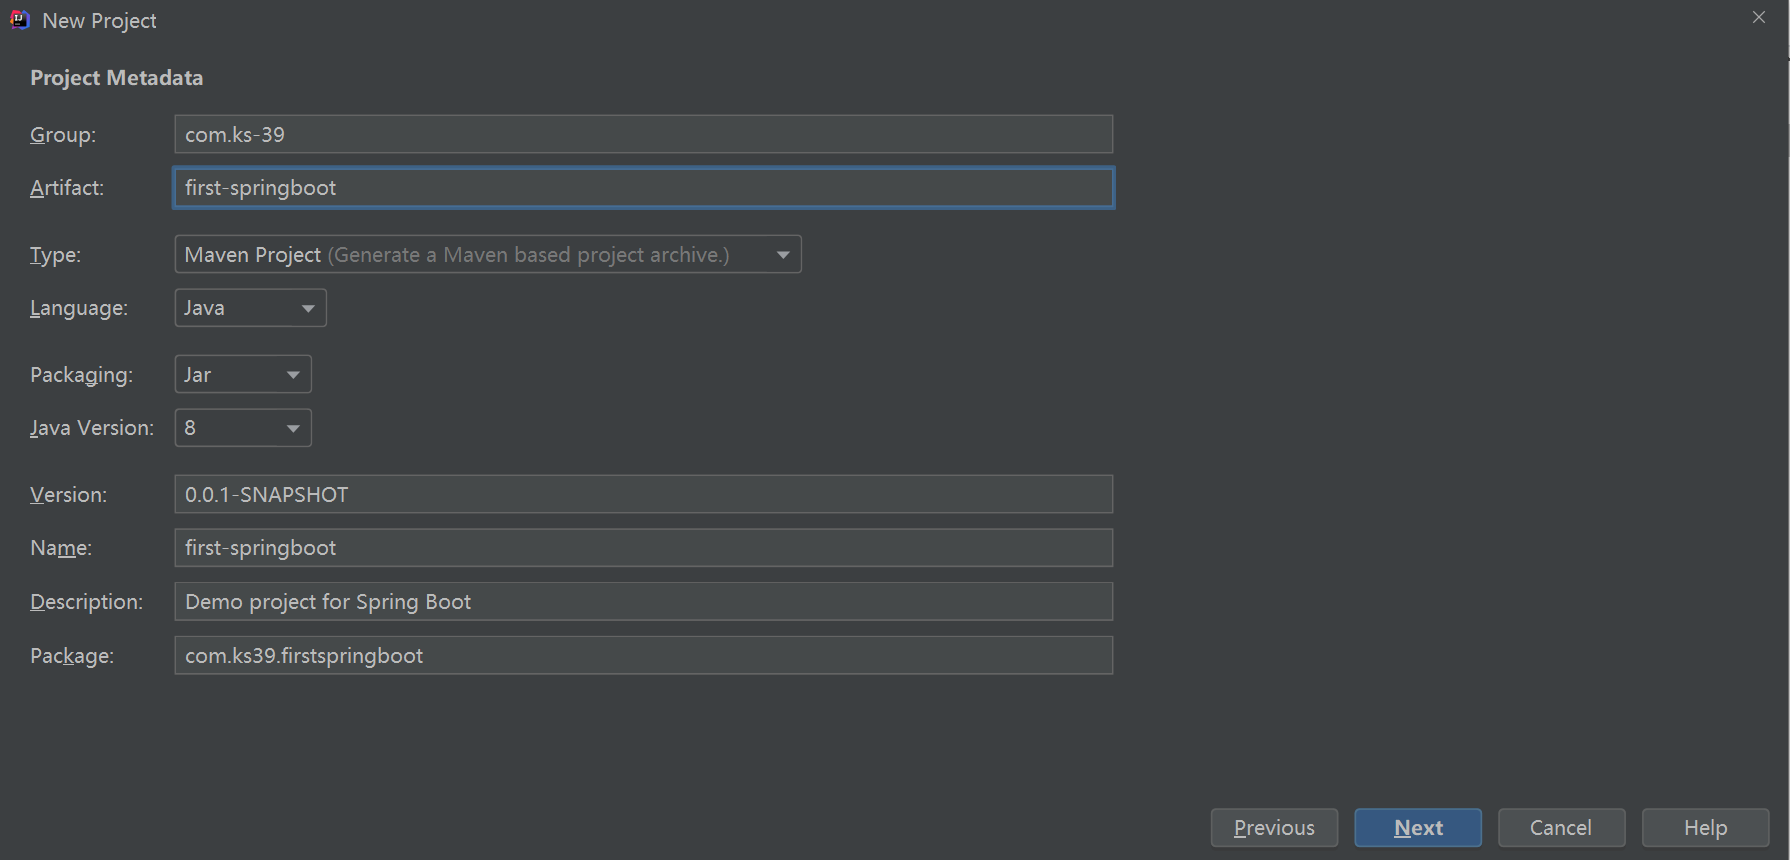 New Project
Project Metadata
Group: com.ks-39
Artifact: first-springboot
Type: Maven Project (Generate a Maven based project archive.)
Language: Java
Packaging: Jar
Java Version: 8
Version: 0.0.1-SNAPSHOT
Name: first-springboot
Description: Demo project for Spring Boot
Package: com.ks39.firstspringboot
Previous Next Cancel Help